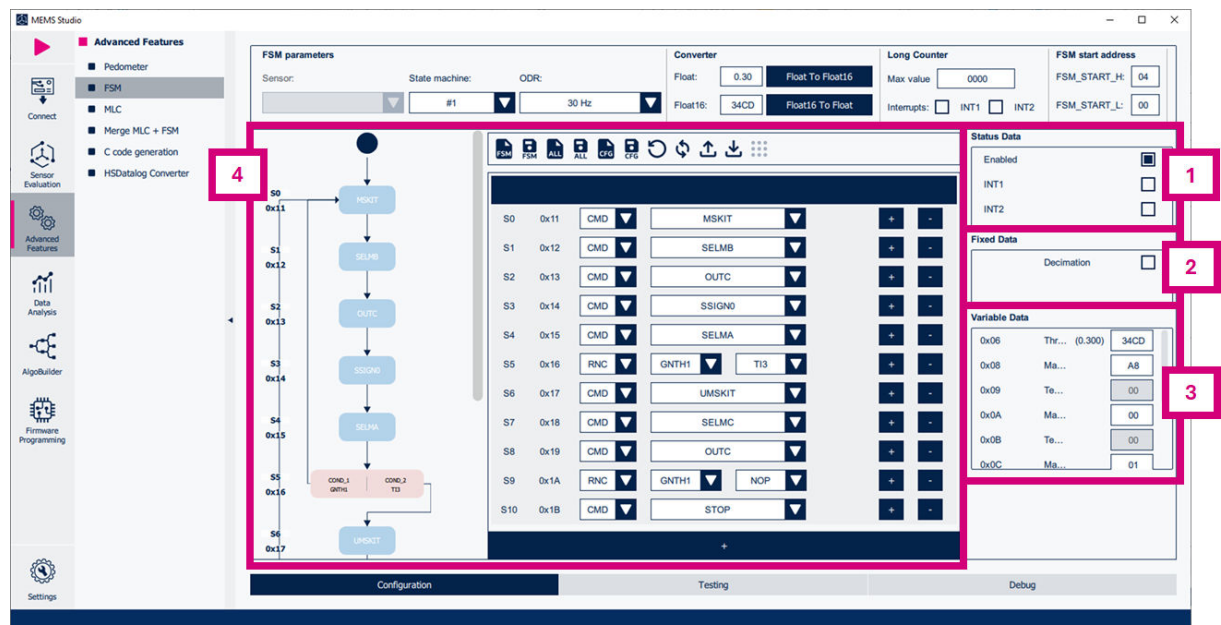 MEMS Studio
Advanced Features
Pedometer
FSM
MLC
Merge MLC + FSM
C code generation
HSDatalog Converter
Connect
Sensor
Evaluation
Advanced
Features
Data
Analysis
AlgoBuilder
Firmware
Programming
Settings
FSM parameters
Sensor:
State machine:
ODR:
#1
30 Hz
Converter
Float:
0.30
Float To Float16
Float16:
34CD
Float16 To Float
Long Counter
Max value
0000
Interrupts:
INT1
INT2
FSM start address
FSM_START_H:
04
FSM_START_L:
00
4
S0
0x11
MSKIT
S1
0x12
SELMB
S2
0x13
OUTC
S3
0x14
SSIGN0
S4
0x15
SELMA
S5
0x16
COND_1
GNTH1
COND_2
TI3
S6
0x17
UMSKIT
FSM
FSM
ALL
ALL
CFG
CFG
S0 0x11 CMD MSKIT + -
S1 0x12 CMD SELMB + -
S2 0x13 CMD OUTC + -
S3 0x14 CMD SSIGN0 + -
S4 0x15 CMD SELMA + -
S5 0x16 RNC GNTH1 TI3 + -
S6 0x17 CMD UMSKIT + -
S7 0x18 CMD SELMC + -
S8 0x19 CMD OUTC + -
S9 0x1A RNC GNTH1 NOP + -
S10 0x1B CMD STOP + -
+
Status Data
Enabled
INT1
INT2
1
Fixed Data
Decimation
2
Variable Data
0x06 Thr... (0.300) 34CD
0x08 Ma... A8
0x09 Te... 00
0x0A Ma... 00
0x0B Te... 00
0x0C Ma... 01
3
Configuration
Testing
Debug